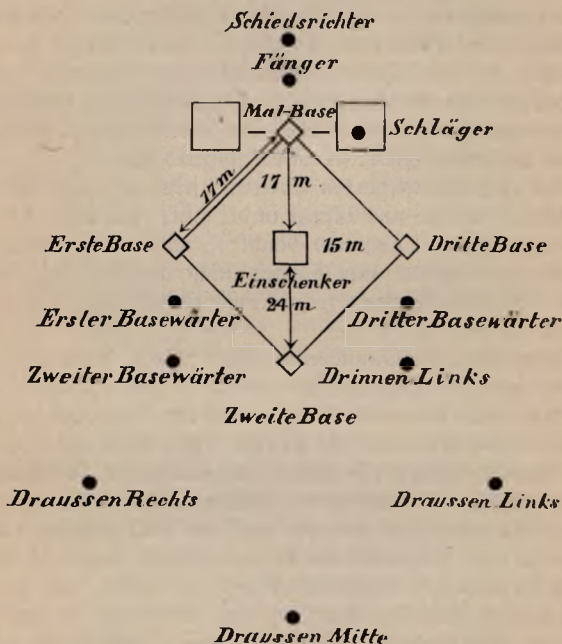 Schiedsrichter
Fänger
Mal-Base
Schläger
17 m
17 m
Erste Base
15 m
Dritte Base
Einschenker
24 m
Erster Basewärter
Dritter Basewärter
Zweiter Basewärter
Drinnen Links
Zweite Base
Draussen Rechts
Draussen Links
Draussen Mitte